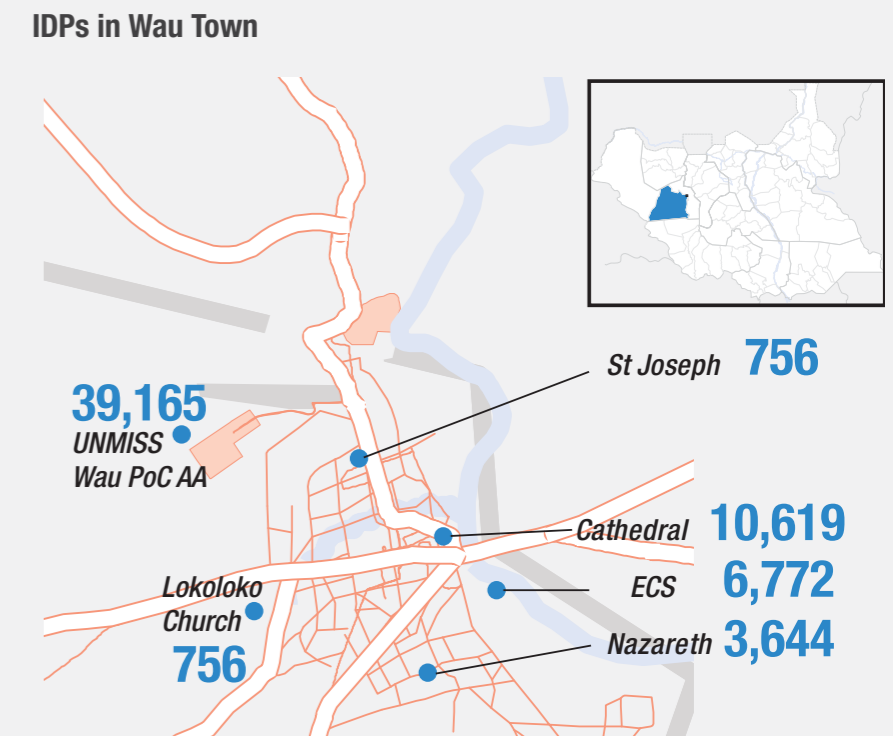 IDPs in Wau Town
St Joseph 756
39,165
UNMISS
Wau PoC AA
Cathedral 10,619
ECS 6,772
Lokoloko
Church
756
Nazareth 3,644